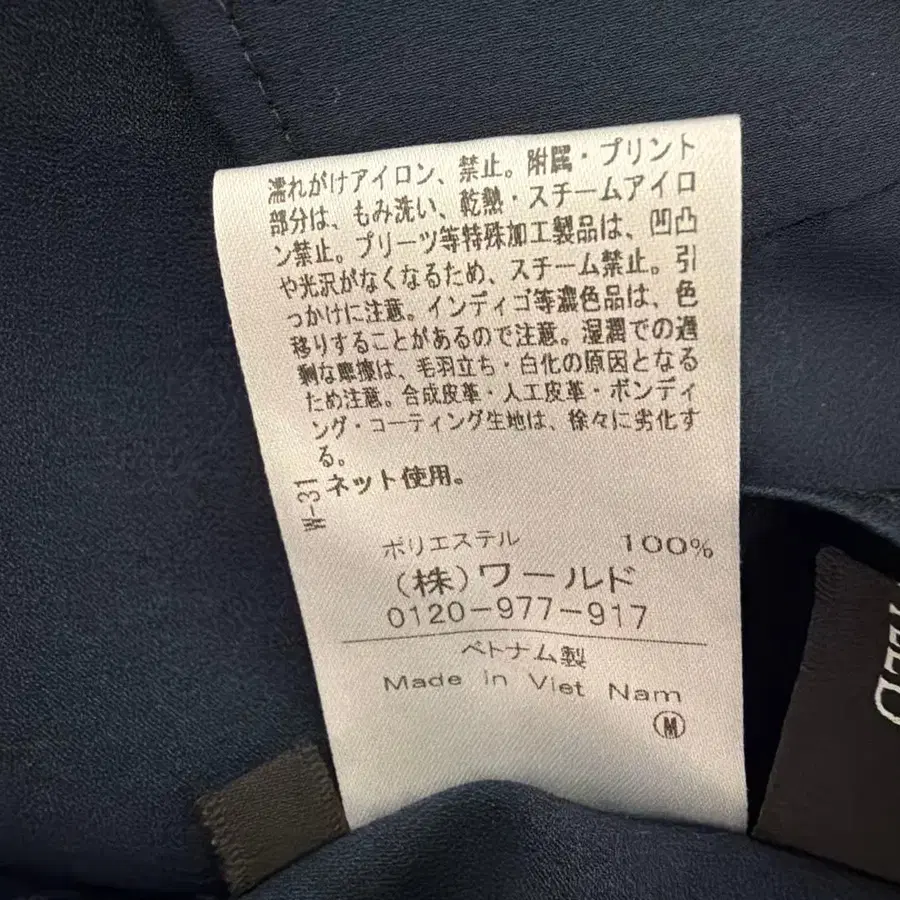 濡れがけアイロン、禁止。附属・プリント
部分は、もみ洗い、乾熱・スチームアイロ
ン禁止。プリーツ等特殊加工製品は、凹凸
や光沢がなくなるため、スチーム禁止。引
っかけに注意。インディゴ等濃色品は、色
移りすることがあるので注意。湿潤での過
剰な摩擦は、毛羽立ち・白化の原因となる
ため注意。合成皮革・人工皮革・ボンディ
ング・コーティング生地は、徐々に劣化す
る。
ネット使用。
W-31
ポリエステル 100%
(株)ワールド
0120-977-917
ベトナム製
Made in Viet Nam
M